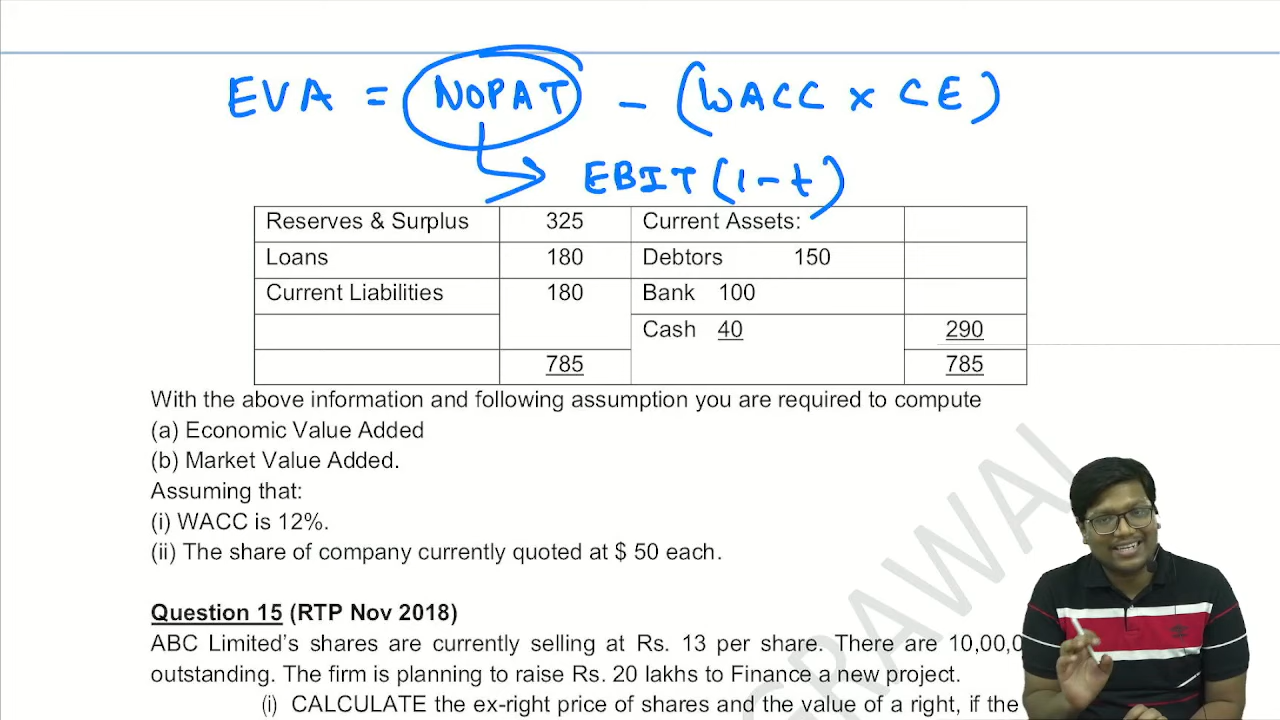 EVA = NOPAT - (WACC x CE)
EBIT (1-t)
Reserves & Surplus 325 Current Assets:
Loans 180 Debtors 150
Current Liabilities 180 Bank 100
Cash 40 290
785 785
With the above information and following assumption you are required to compute
(a) Economic Value Added
(b) Market Value Added.
Assuming that:
(i) WACC is 12%.
(ii) The share of company currently quoted at $ 50 each.
Question 15 (RTP Nov 2018)
ABC Limited's shares are currently selling at Rs. 13 per share. There are 10,00,0
outstanding. The firm is planning to raise Rs. 20 lakhs to Finance a new project.
(i) CALCULATE the ex-right price of shares and the value of a right, if the
GRAWAL